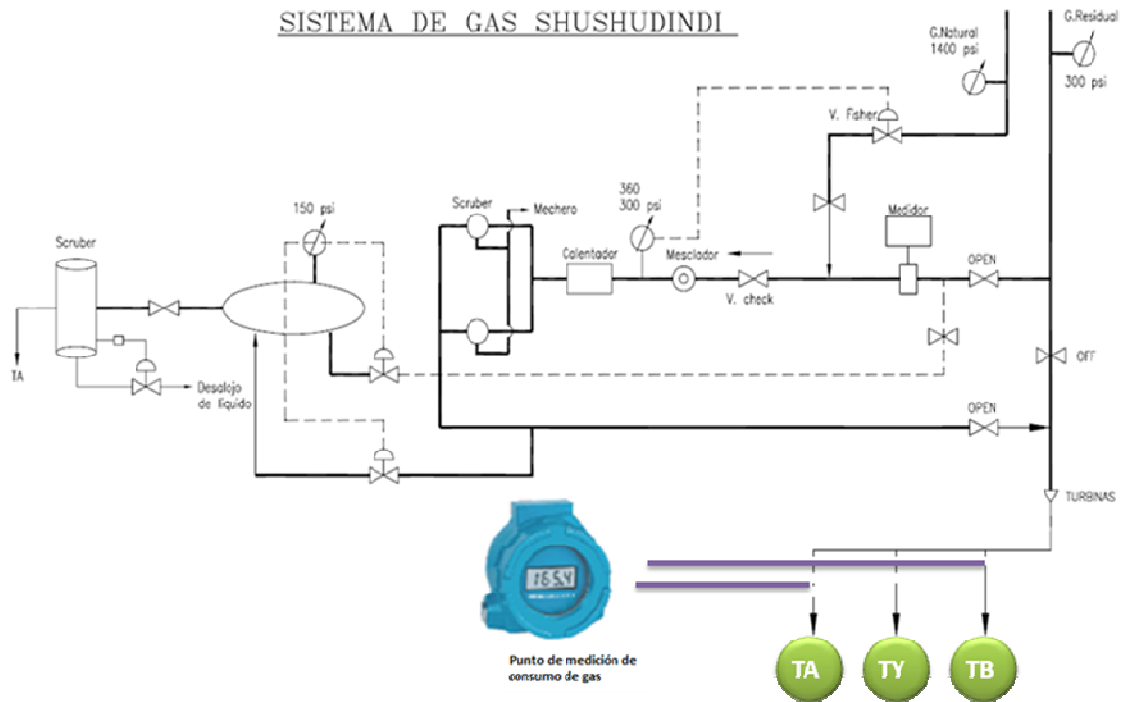 SISTEMA DE GAS SHUSHUDINDI
G.Residual
G.Natural
1400 psi
300 psi
V. Fisher
360
300 psi
Scruber
Mechero
Medidor
150 psi
Scruber
Calentador
Mesclador
OPEN
V. check
TA
OFF
Desalojo
de liquido
OPEN
TURBNAS
165.4
Punto de medición de
consumo de gas
TA
TY
TB